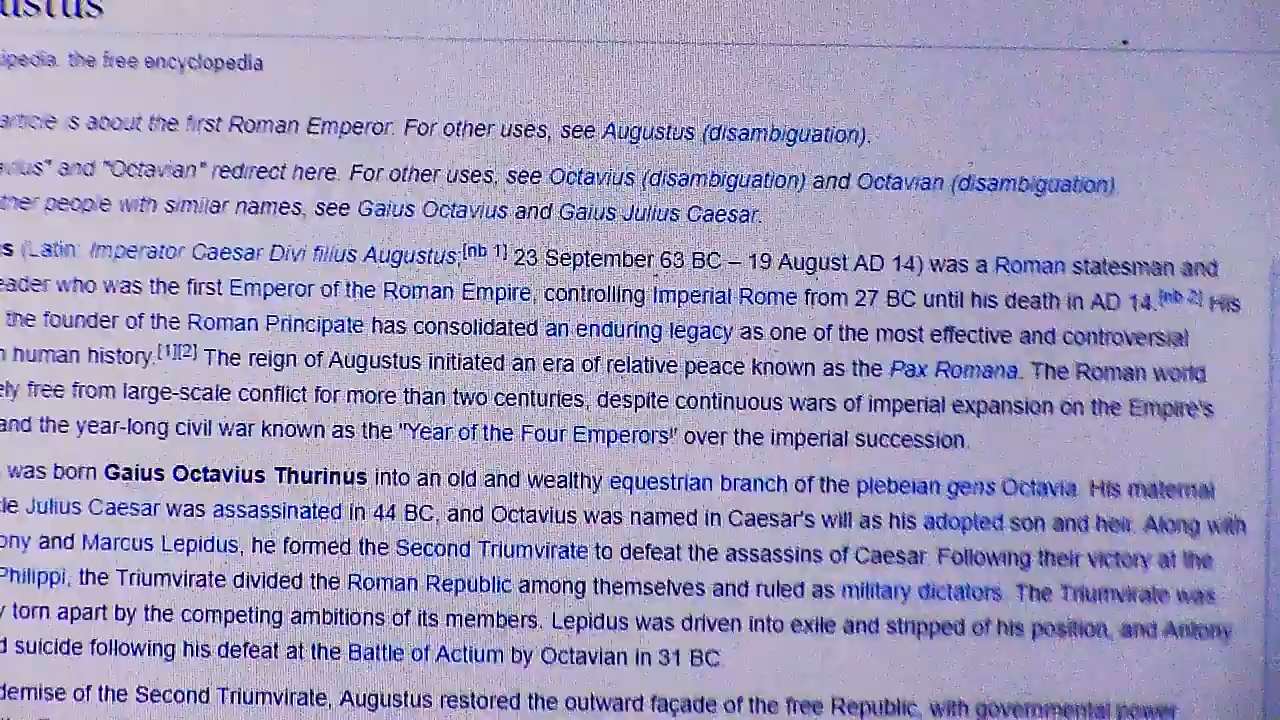 ustus
ipedia, the free encyclopedia
article is about the first Roman Emperor. For other uses, see Augustus (disambiguation).
avius" and "Octavian" redirect here. For other uses, see Octavius (disambiguation) and Octavian (disambiguation)
ther people with similar names, see Gaius Octavius and Gaius Julius Caesar.
s (Latin: Imperator Caesar Divi filius Augustus;[nb 1] 23 September 63 BC – 19 August AD 14) was a Roman statesman and
eader who was the first Emperor of the Roman Empire, controlling Imperial Rome from 27 BC until his death in AD 14.[nb 2] His
the founder of the Roman Principate has consolidated an enduring legacy as one of the most effective and controversial
n human history.[1][2] The reign of Augustus initiated an era of relative peace known as the Pax Romana. The Roman world
ely free from large-scale conflict for more than two centuries, despite continuous wars of imperial expansion on the Empire's
and the year-long civil war known as the "Year of the Four Emperors" over the imperial succession.
was born Gaius Octavius Thurinus into an old and wealthy equestrian branch of the plebeian gens Octavia. His maternal
cle Julius Caesar was assassinated in 44 BC, and Octavius was named in Caesar's will as his adopted son and heir. Along with
ony and Marcus Lepidus, he formed the Second Triumvirate to defeat the assassins of Caesar. Following their victory at the
Philippi, the Triumvirate divided the Roman Republic among themselves and ruled as military dictators. The Triumvirate was
y torn apart by the competing ambitions of its members. Lepidus was driven into exile and stripped of his position, and Antony
d suicide following his defeat at the Battle of Actium by Octavian in 31 BC.
demise of the Second Triumvirate, Augustus restored the outward façade of the free Republic, with governmental power